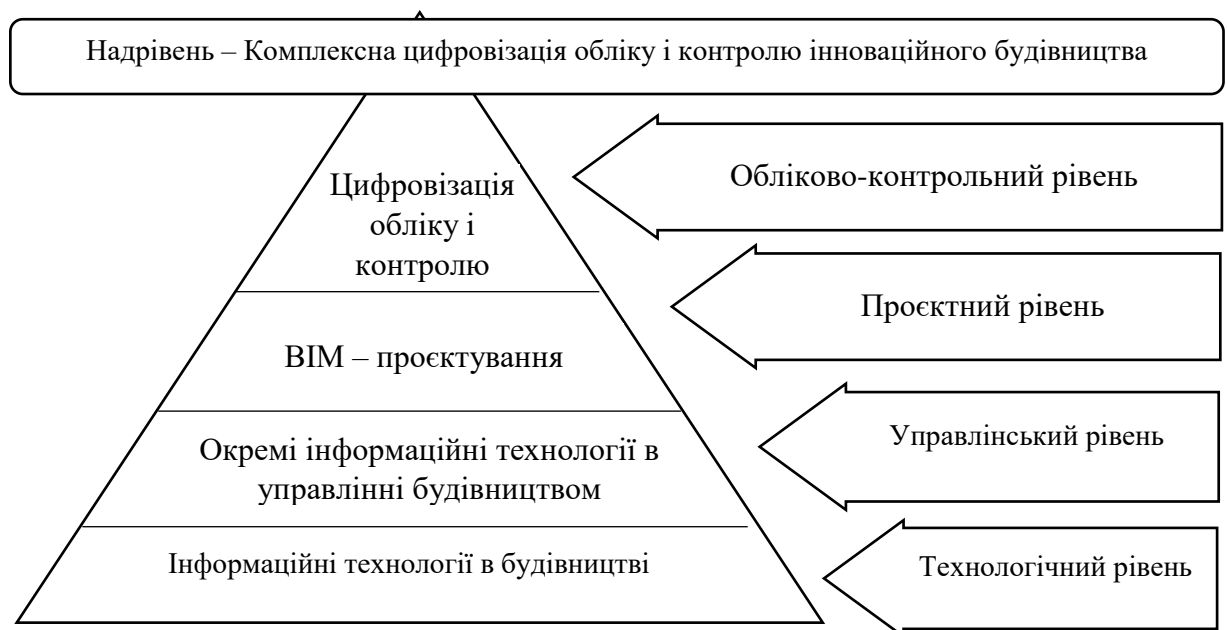 Надрівень – Комплексна цифровізація обліку і контролю інноваційного будівництва
Цифровізація
обліку і
контролю
Обліково-контрольний рівень
BIM – проєктування
Проєктний рівень
Окремі інформаційні технології в
управлінні будівництвом
Управлінський рівень
Інформаційні технології в будівництві
Технологічний рівень